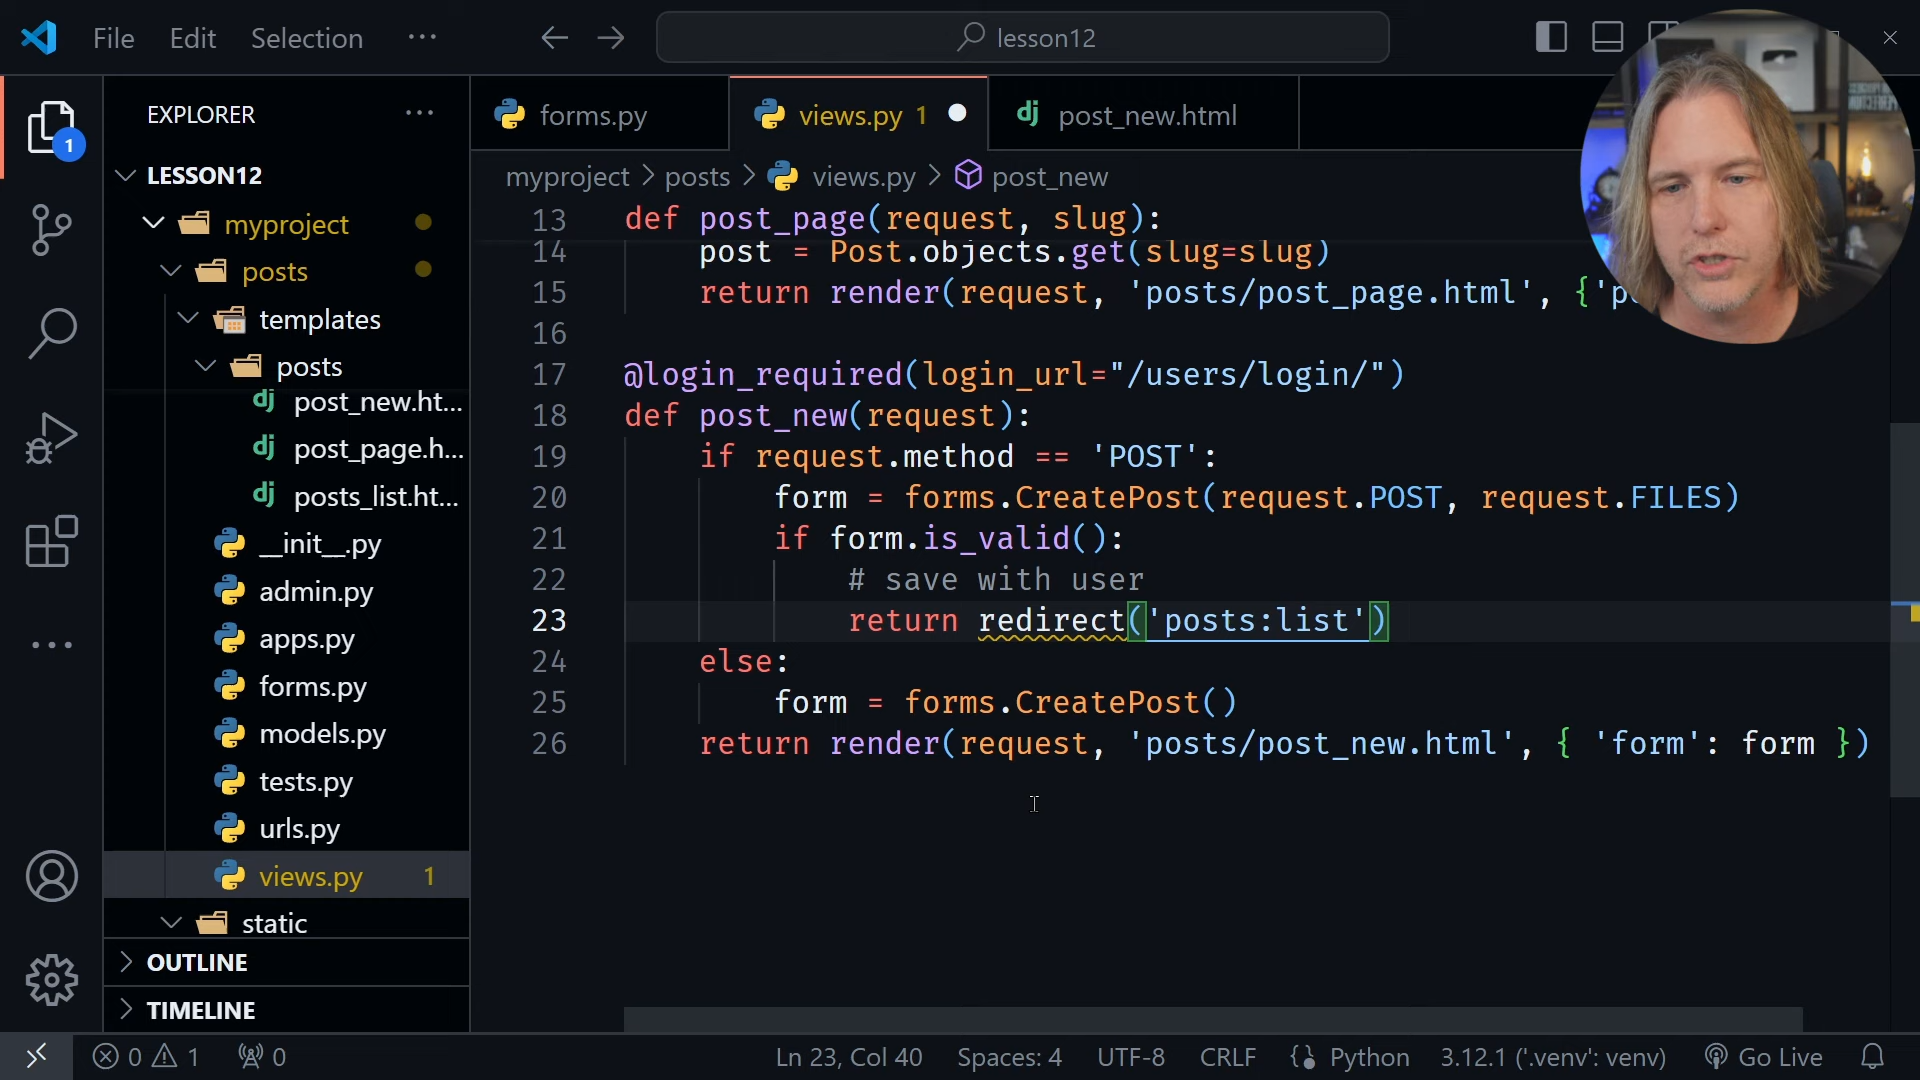 File Edit Selection ···
lesson12
EXPLORER ···
forms.py
views.py 1
post_new.html
LESSON12
myproject > posts > views.py > post_new
myproject
posts
templates
posts
post_new.ht...
post_page.h...
posts_list.ht...
__init__.py
admin.py
apps.py
forms.py
models.py
tests.py
urls.py
views.py 1
static
OUTLINE
TIMELINE
13 def post_page(request, slug):
14 post = Post.objects.get(slug=slug)
15 return render(request, 'posts/post_page.html', {'p
16
17 @login_required(login_url="/users/login/")
18 def post_new(request):
19 if request.method == 'POST':
20 form = forms.CreatePost(request.POST, request.FILES)
21 if form.is_valid():
22 # save with user
23 return redirect('posts:list')
24 else:
25 form = forms.CreatePost()
26 return render(request, 'posts/post_new.html', { 'form': form })
1
0 1 0 Ln 23, Col 40 Spaces: 4 UTF-8 CRLF Python 3.12.1 ('.venv': venv) Go Live